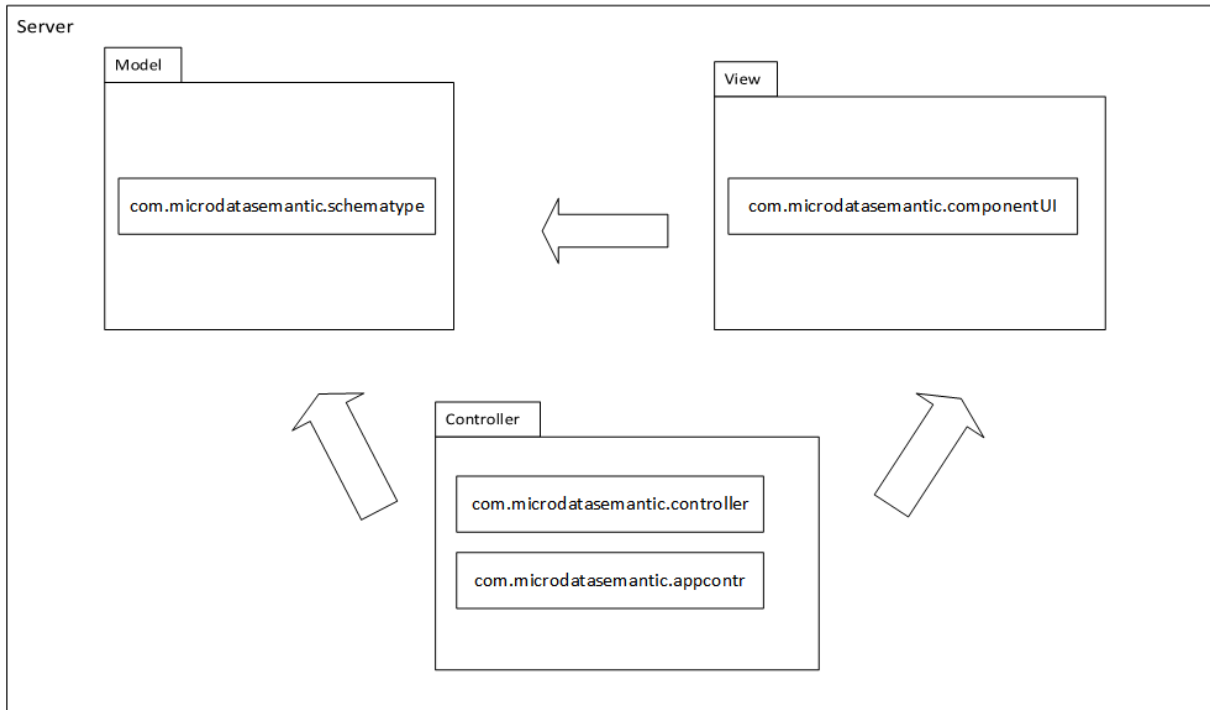 Server
Model
View
com.microdatasemantic.schematype
com.microdatasemantic.componentUI
Controller
com.microdatasemantic.controller
com.microdatasemantic.appcontr